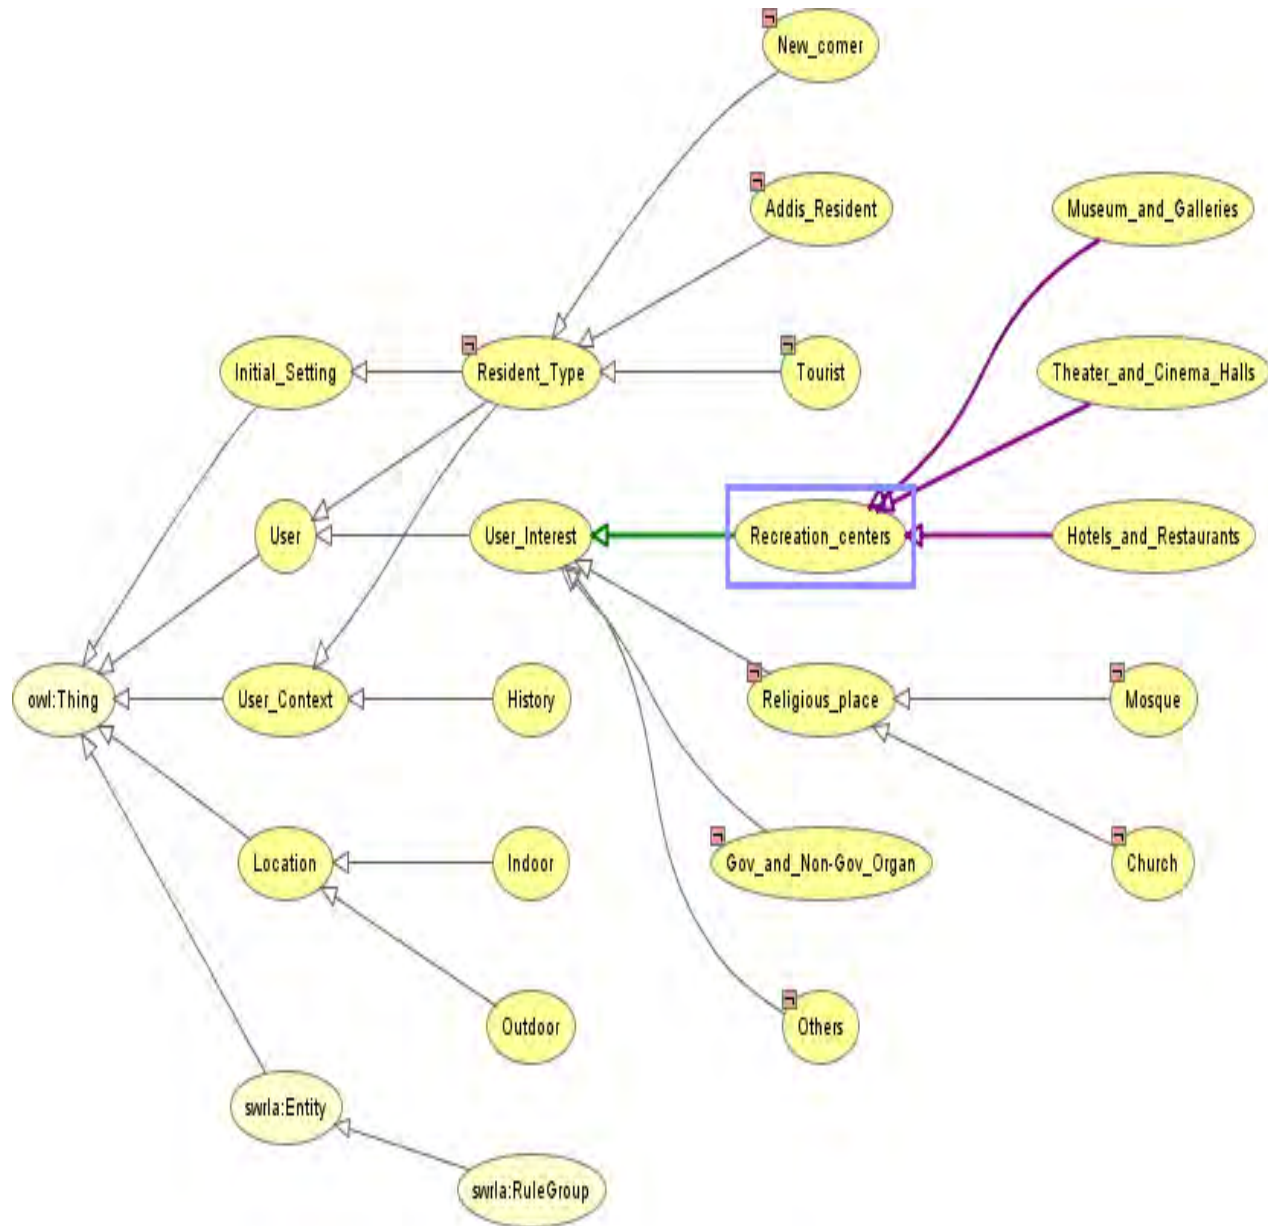 New_comer
Addis_Resident
Museum_and_Galleries
Initial_Setting
Resident_Type
Tourist
Theater_and_Cinema_Halls
User
User_Interest
Recreation_centers
Hotels_and_Restaurants
owl:Thing
User_Context
History
Religious_place
Mosque
Location
Indoor
Gov_and_Non-Gov_Organ
Church
Outdoor
Others
swrla:Entity
swrla:RuleGroup